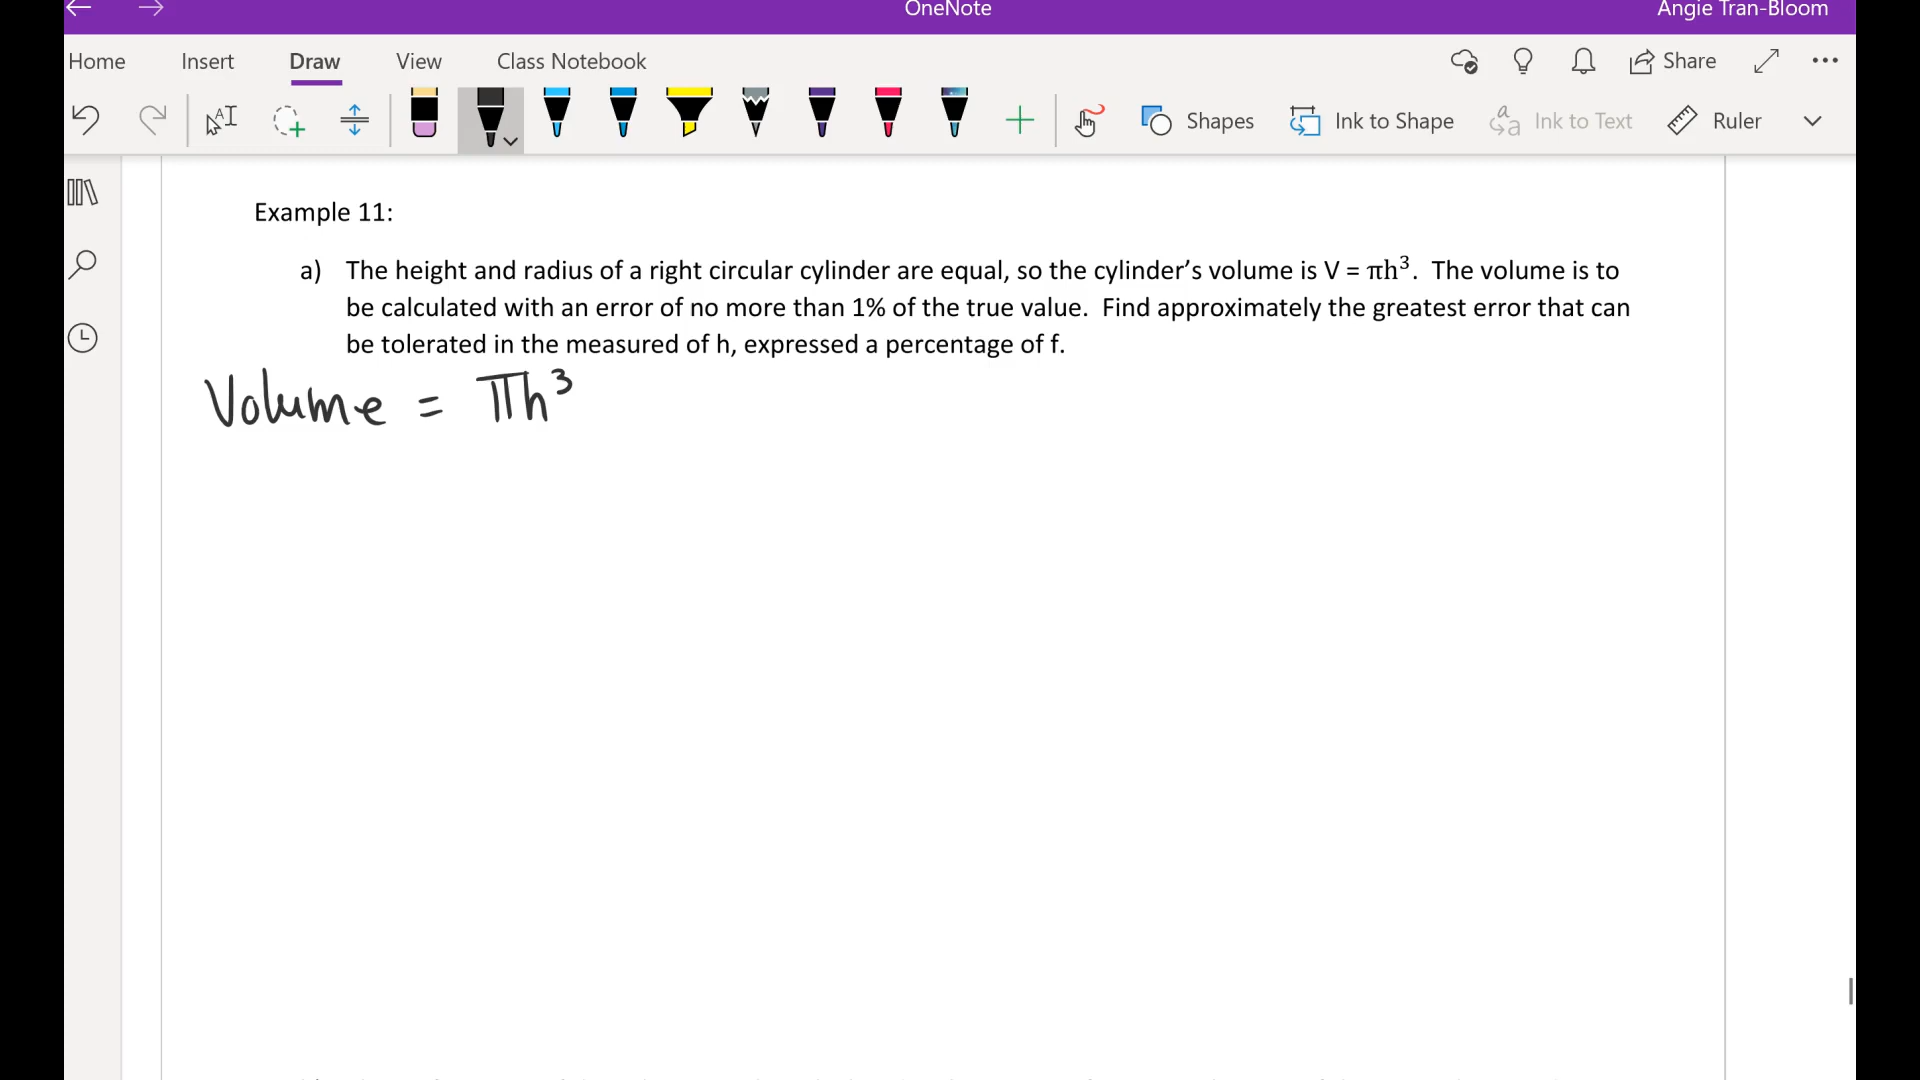 OneNote
Angie Tran-Bloom
Home Insert Draw View Class Notebook
Share
Shapes Ink to Shape Ink to Text Ruler
Example 11:
a) The height and radius of a right circular cylinder are equal, so the cylinder’s volume is V = πh³. The volume is to
be calculated with an error of no more than 1% of the true value. Find approximately the greatest error that can
be tolerated in the measured of h, expressed a percentage of f.
Volume = πh³